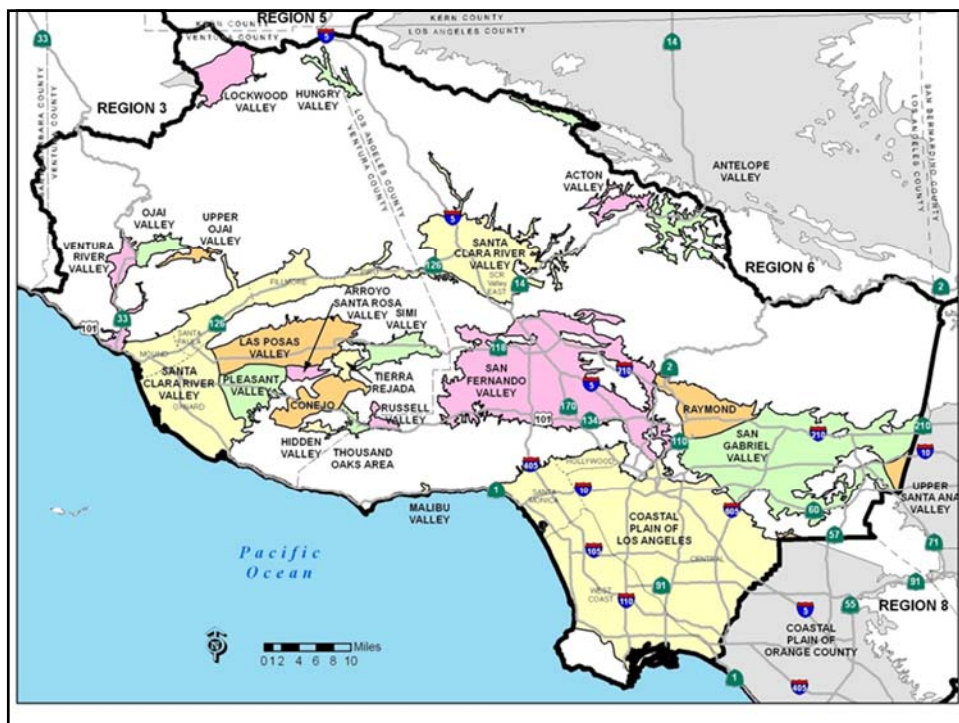 REGION 5
KERN COUNTY
VENTURA COUNTY
KERN COUNTY
LOS ANGELES COUNTY
33
5
14
REGION 3
LOCKWOOD
VALLEY
HUNGRY
VALLEY
VENTURA COUNTY
LOS ANGELES COUNTY
VENTURA COUNTY
LOS ANGELES COUNTY
SAN BERNARDINO COUNTY
ANTELOPE
VALLEY
ACTON
VALLEY
OJAI
VALLEY
UPPER
OJAI
VALLEY
VENTURA
RIVER
VALLEY
5
SANTA
CLARA RIVER
VALLEY
SCR
Valley
EAST
126
14
REGION 6
2
FILLMORE
ARROYO
SANTA ROSA
SIMI
VALLEY
101
33
126
SANTA
PAULA
MOUND
LAS POSAS
VALLEY
118
SANTA
CLARA RIVER
VALLEY
OXNARD
PLEASANT
VALLEY
TIERRA
REJADA
SAN
FERNANDO
VALLEY
210
5
2
CONEJO
RUSSELL
VALLEY
170
134
101
RAYMOND
HIDDEN
VALLEY
THOUSAND
OAKS AREA
110
SAN
GABRIEL
VALLEY
210
210
10
405
HOLLYWOOD
1
MALIBU
VALLEY
SANTA
MONICA
10
605
60
UPPER
SANTA ANA
VALLEY
COASTAL
PLAIN OF
LOS ANGELES
57
71
Pacific
Ocean
105
CENTRAL
WEST
COAST
110
91
91
55
REGION 8
5
COASTAL
PLAIN OF
ORANGE COUNTY
N
0 1 2 4 6 8 10 Miles
1
405